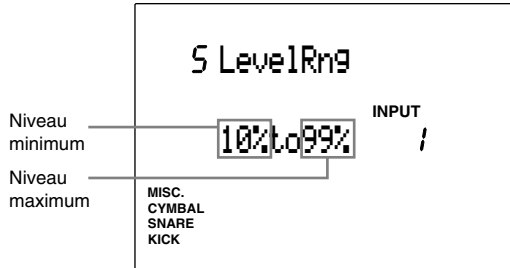 5 LevelRng
Niveau
minimum
10%to99%
INPUT
1
Niveau
maximum
MISC.
CYMBAL
SNARE
KICK